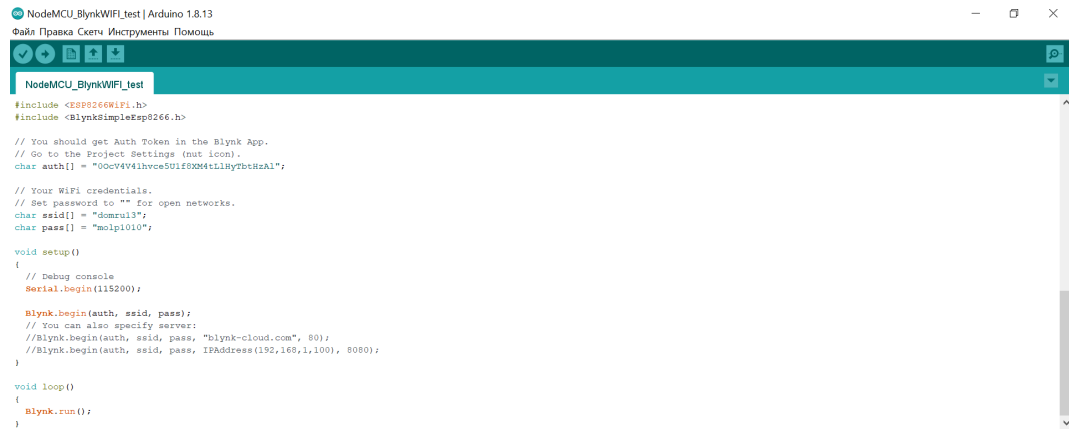 NodeMCU_BlynkWIFI_test | Arduino 1.8.13
Файл Правка Скетч Инструменты Помощь
NodeMCU_BlynkWIFI_test
#include <ESP8266WiFi.h>
#include <BlynkSimpleEsp8266.h>
// You should get Auth Token in the Blynk App.
// Go to the Project Settings (nut icon).
char auth[] = "0OcV4V41hvce5U1f8XM4tLlHyTbtHzAl";
// Your WiFi credentials.
// Set password to "" for open networks.
char ssid[] = "domru13";
char pass[] = "molp1010";
void setup()
{
// Debug console
Serial.begin(115200);
Blynk.begin(auth, ssid, pass);
// You can also specify server:
//Blynk.begin(auth, ssid, pass, "blynk-cloud.com", 80);
//Blynk.begin(auth, ssid, pass, IPAddress(192,168,1,100), 8080);
}
void loop()
{
Blynk.run();
}